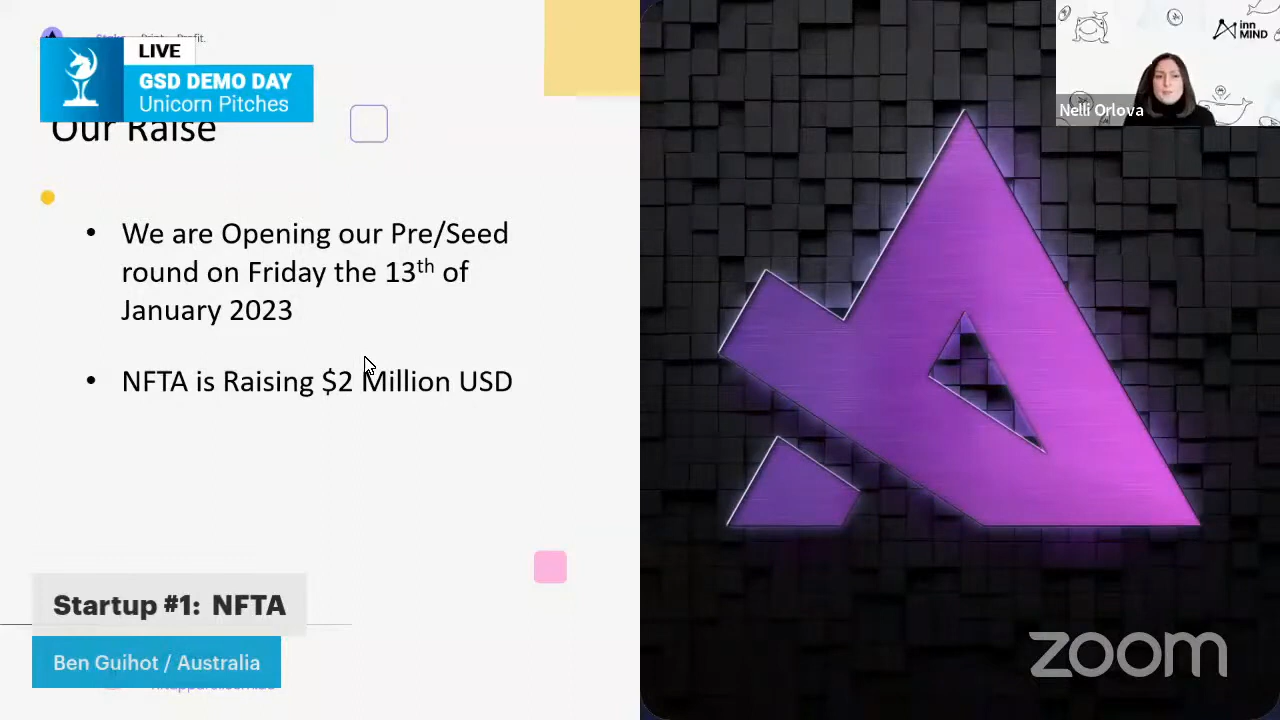 LIVE
GSD DEMO DAY
Unicorn Pitches
Our Raise
• We are Opening our Pre/Seed
round on Friday the 13th of
January 2023
• NFTA is Raising $2 Million USD
Startup #1: NFTA
Ben Guihot / Australia
inn
MIND
Nelli Orlova
zoom